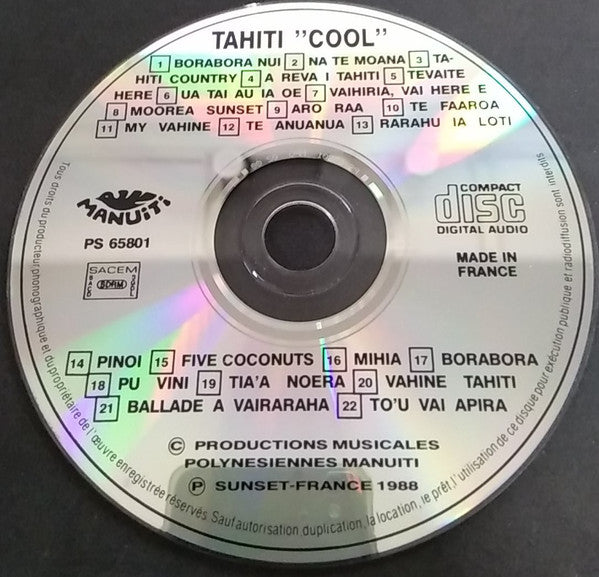 TAHITI "COOL"
1 BORABORA NUI 2 NA TE MOANA 3 TA-
HITI COUNTRY 4 A REVA I TAHITI 5 TEVAITE
HERE 6 UA TAI AU IA OE 7 VAIHIRIA, VAI HERE E
8 MOOREA SUNSET 9 ARO RAA 10 TE FAAROA
11 MY VAHINE 12 TE ANUANUA 13 RARAHU IA LOTI
MANUITI
PS 65801
SACEM
SACD SDRM SGDL
COMPACT
disc
DIGITAL AUDIO
MADE IN
FRANCE
14 PINOI 15 FIVE COCONUTS 16 MIHIA 17 BORABORA
18 PU VINI 19 TIA'A NOERA 20 VAHINE TAHITI
21 BALLADE A VAIRARAHA 22 TO'U VAI APIRA
© PRODUCTIONS MUSICALES
POLYNESIENNES MANUITI
℗ SUNSET-FRANCE 1988
Tous droits du producteur phonographique et du propriétaire de l'œuvre enregistrée réservés. Sauf autorisation duplication, la location, le prêt, l'utilisation de ce disque pour exécution publique et radiodiffusion sont interdits